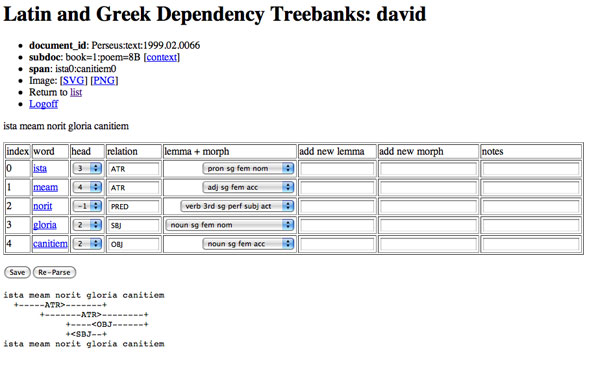 Latin and Greek Dependency Treebanks: david
• document_id: Perseus:text:1999.02.0066
• subdoc: book=1:poem=8B [context]
• span: ista0:canitiem0
• Image: [SVG] [PNG]
• Return to list
• Logoff
ista meam norit gloria canitiem
index word head relation lemma + morph add new lemma add new morph notes
0 ista 3 ATR pron sg fem nom
1 meam 4 ATR adj sg fem acc
2 norit -1 PRED verb 3rd sg perf subj act
3 gloria 2 SBJ noun sg fem nom
4 canitiem 2 OBJ noun sg fem acc
Save Re-Parse
ista meam norit gloria canitiem
+-----ATR>-------+
+-------ATR>--------+
+----<OBJ------+
+<SBJ--+
ista meam norit gloria canitiem